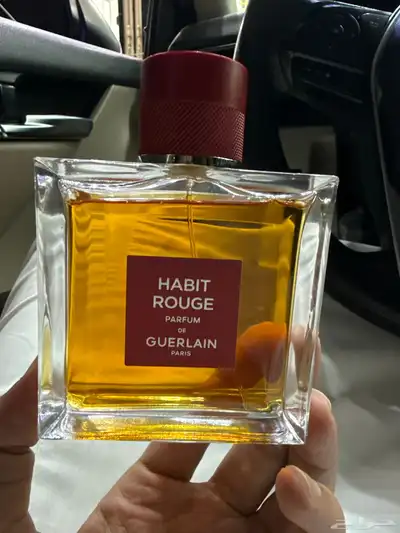 HABIT
ROUGE
PARFUM
DE
GUERLAIN
PARIS